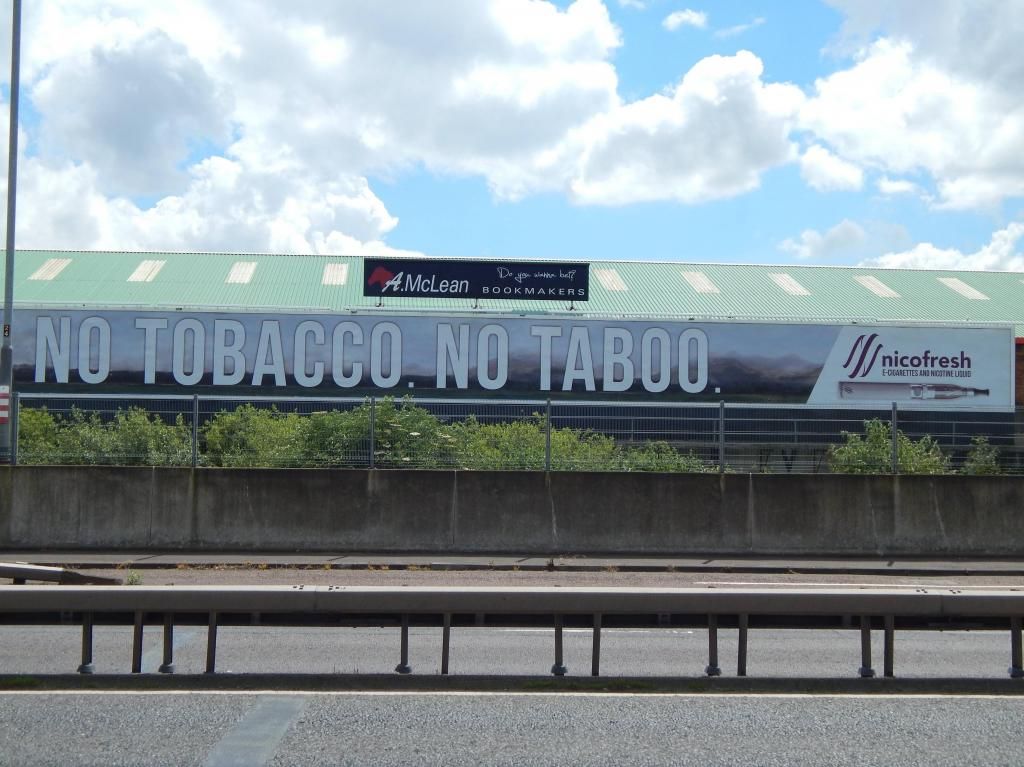 A.McLean
Do you wanna bet?
BOOKMAKERS
NO TOBACCO. NO TABOO.
nicofresh
E-CIGARETTES AND NICOTINE LIQUID